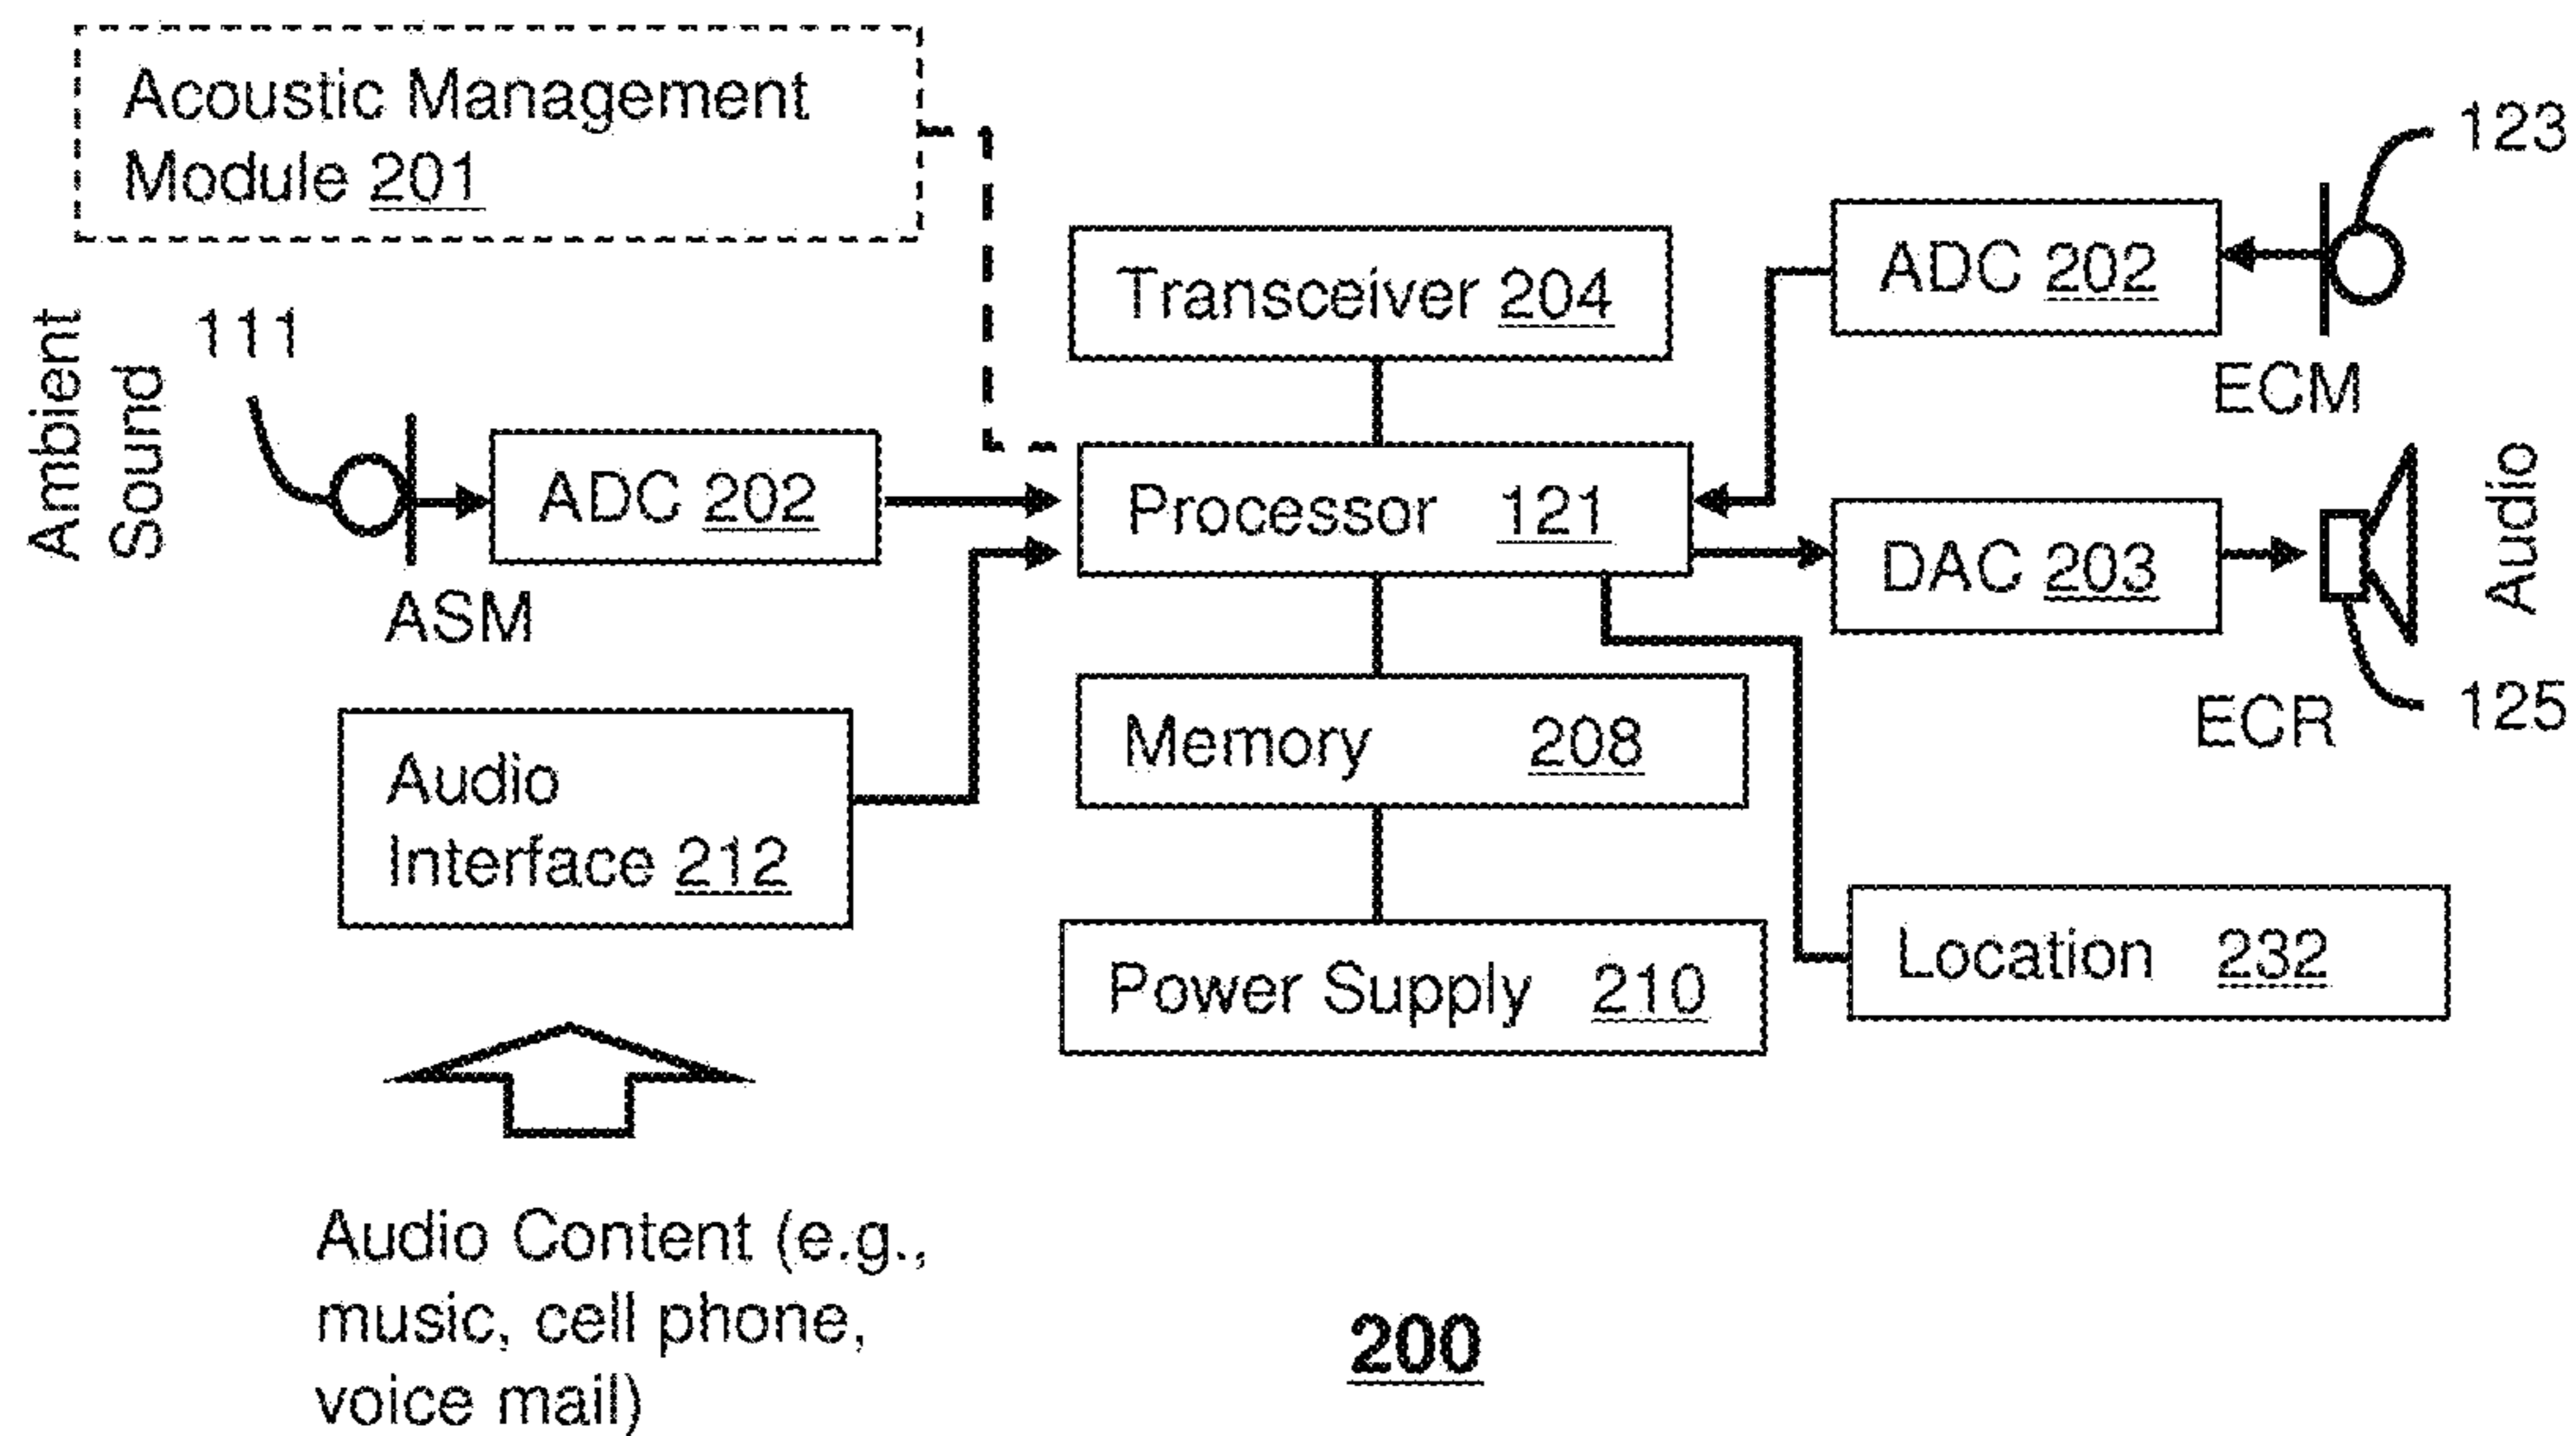 Acoustic Management
Module 201
123
Transceiver 204
ADC 202
ECM
Ambient
Sound
111
ADC 202
ASM
Processor 121
DAC 203
Audio
ECR
125
Audio
Interface 212
Memory 208
Power Supply 210
Location 232
Audio Content (e.g.,
music, cell phone,
voice mail)
200